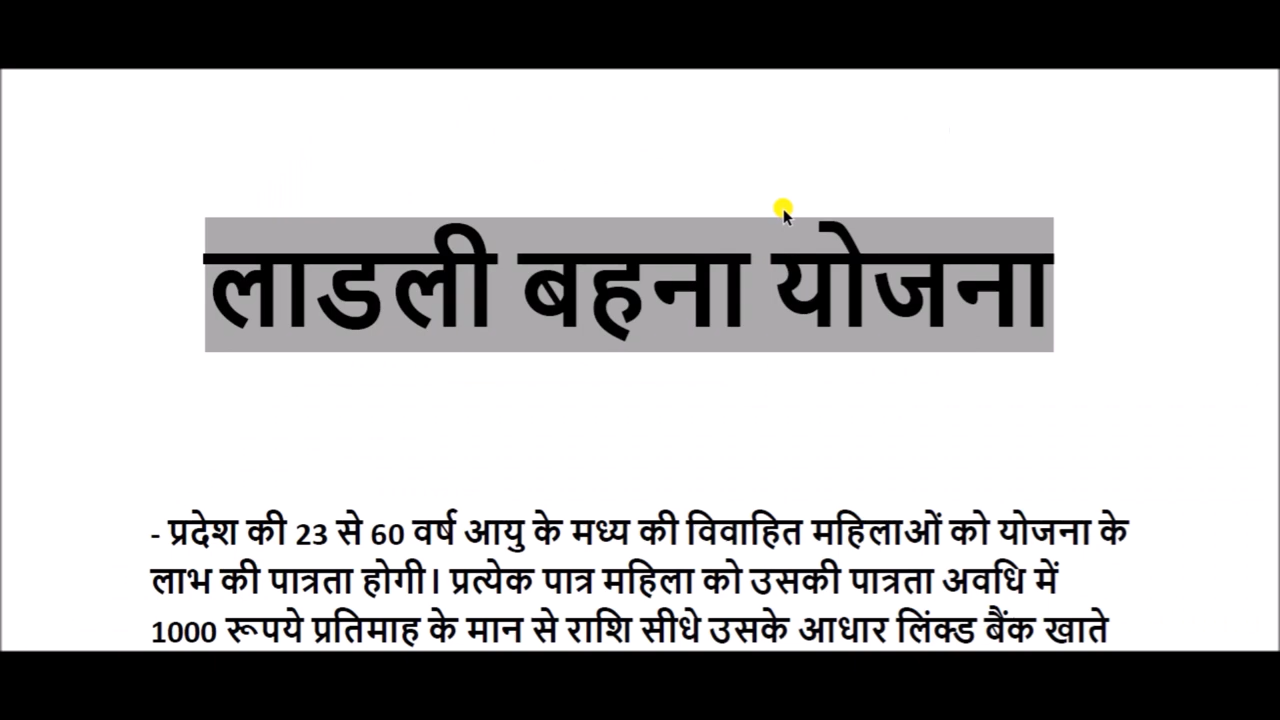 लाडली बहना योजना
- प्रदेश की 23 से 60 वर्ष आयु के मध्य की विवाहित महिलाओं को योजना के
लाभ की पात्रता होगी। प्रत्येक पात्र महिला को उसकी पात्रता अवधि में
1000 रूपये प्रतिमाह के मान से राशि सीधे उसके आधार लिंक्ड बैंक खाते